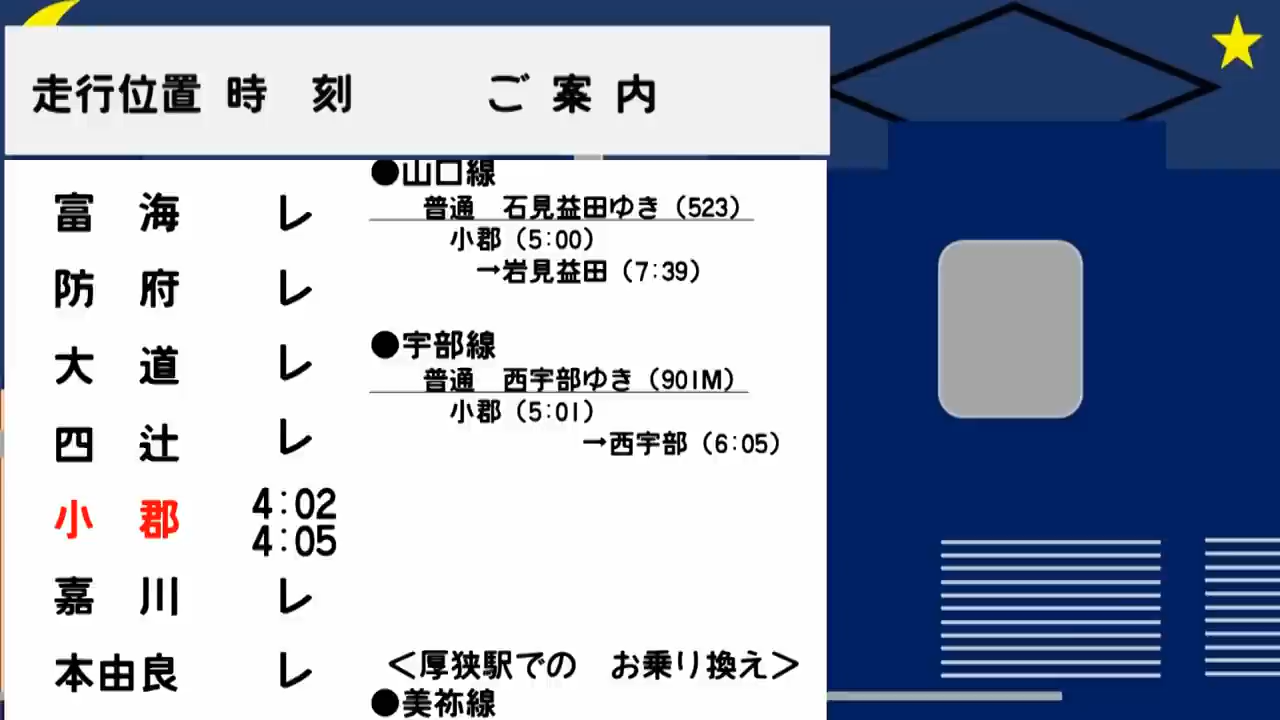 走行位置 時 刻 ご 案 内
●山口線
富 海 レ
普通 石見益田ゆき（523）
小郡（5:00）
→岩見益田（7:39）
防 府 レ
●宇部線
大 道 レ
普通 西宇部ゆき（901M）
小郡（5:01）
→西宇部（6:05）
四 辻 レ
小 郡 4:02
4:05
嘉 川 レ
本由良 レ
＜厚狭駅での お乗り換え＞
●美祢線